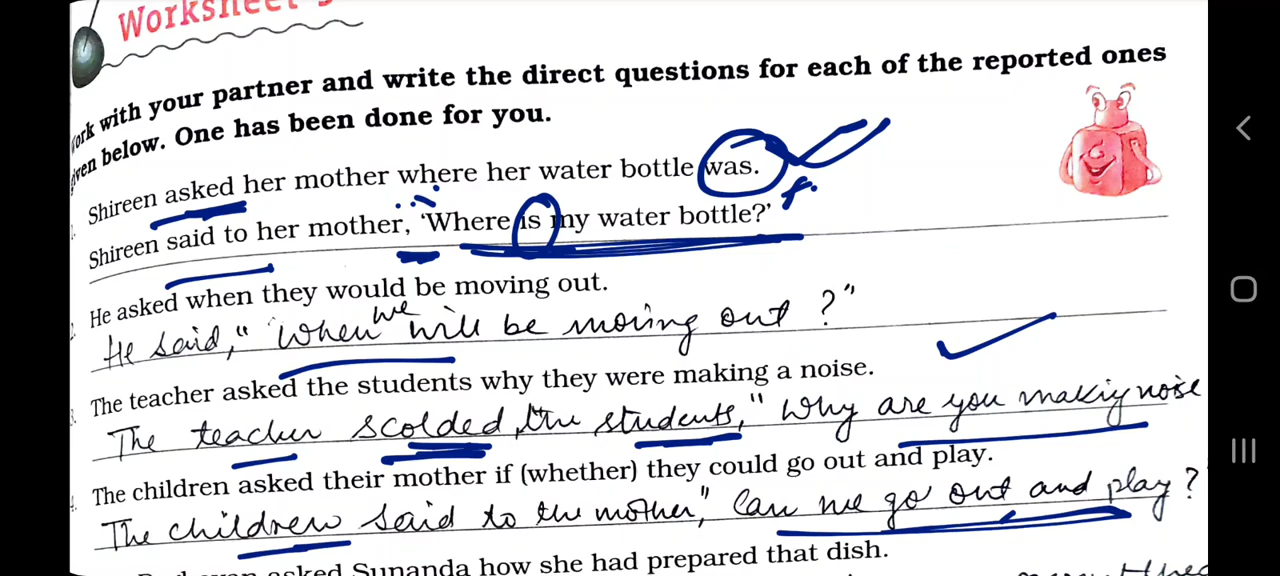 Worksheet
work with your partner and write the direct questions for each of the reported ones
given below. One has been done for you.
Shireen asked her mother where her water bottle was.
Shireen said to her mother, 'Where is my water bottle?'
He asked when they would be moving out.
He said, " When we will be moving out ?"
The teacher asked the students why they were making a noise.
The teacher scolded, the students, " Why are you making noise
The children asked their mother if (whether) they could go out and play.
The children said to the mother," Can we go out and play?
asked Sunanda how she had prepared that dish.